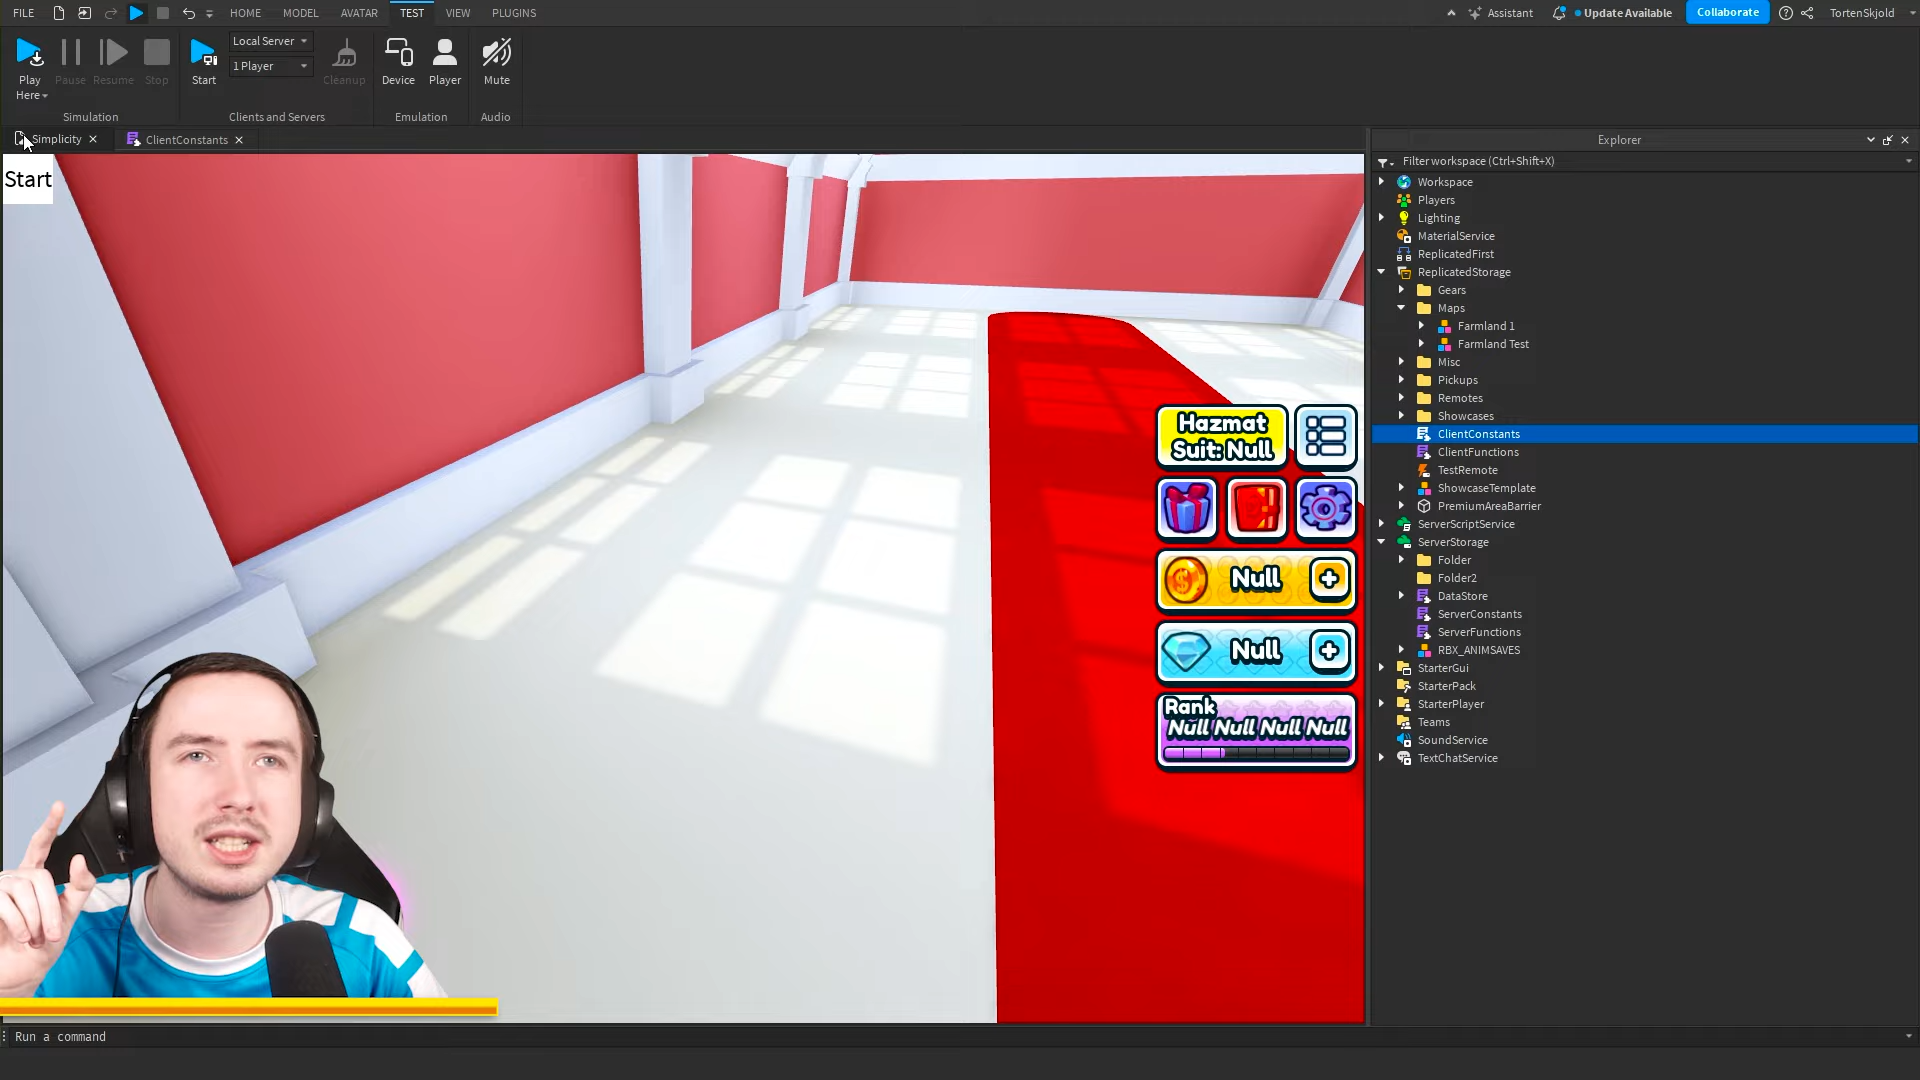 FILE
HOME
MODEL
AVATAR
TEST
VIEW
PLUGINS
Assistant
Update Available
Collaborate
TortenSkjold
Play
Here
Pause
Resume
Stop
Simulation
Start
Local Server
1 Player
Cleanup
Clients and Servers
Device
Player
Emulation
Mute
Audio
Simplicity
ClientConstants
Start
Hazmat
Suit: Null
Null
Null
Rank
Null Null Null Null
Explorer
Filter workspace (Ctrl+Shift+X)
Workspace
Players
Lighting
MaterialService
ReplicatedFirst
ReplicatedStorage
Gears
Maps
Farmland 1
Farmland Test
Misc
Pickups
Remotes
Showcases
ClientConstants
ClientFunctions
TestRemote
ShowcaseTemplate
PremiumAreaBarrier
ServerScriptService
ServerStorage
Folder
Folder2
DataStore
ServerConstants
ServerFunctions
RBX_ANIMSAVES
StarterGui
StarterPack
StarterPlayer
Teams
SoundService
TextChatService
Run a command